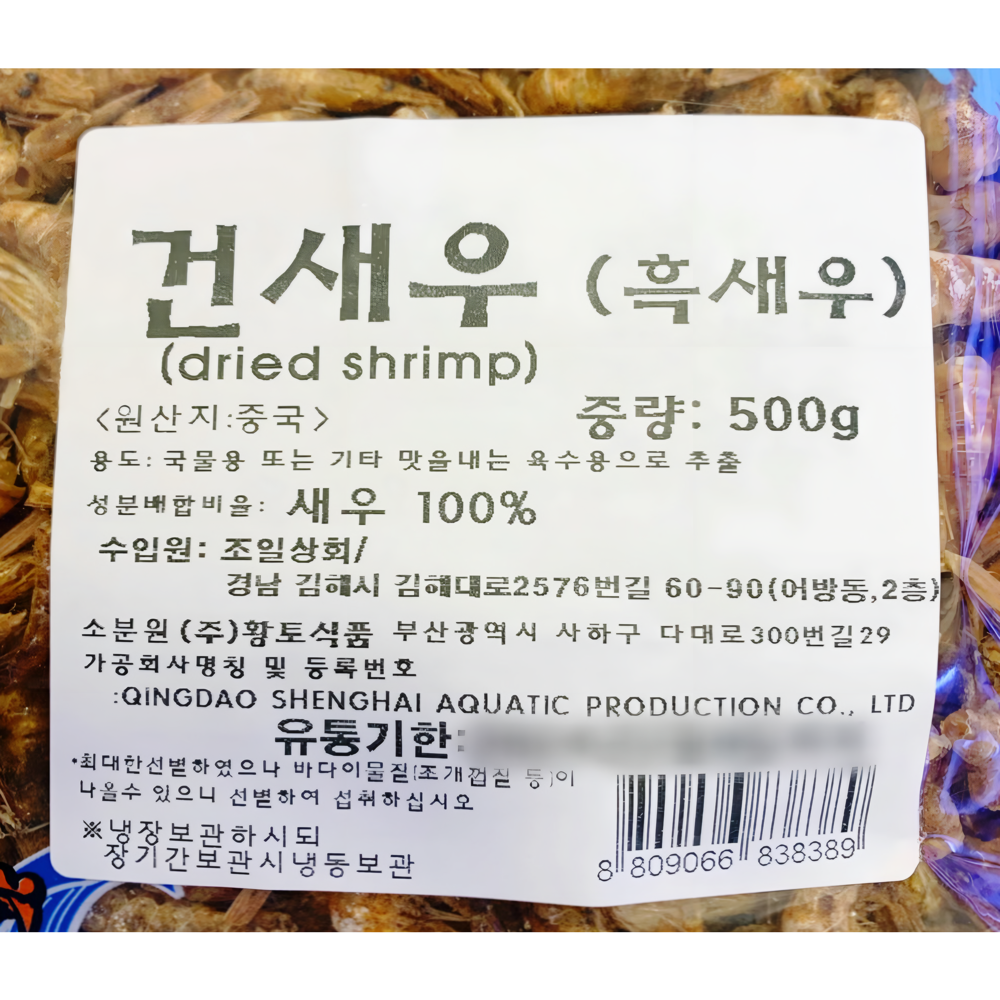 건새우 (흑새우)
(dried shrimp)
<원산지:중국> 중량: 500g
용도: 국물용 또는 기타 맛을내는 육수용으로 추출
성분배합비율: 새우 100%
수입원: 조일상회/
경남 김해시 김해대로2576번길 60-90(어방동,2층)
소분원 (주)황토식품 부산광역시 사하구 다대로300번길29
가공회사명칭 및 등록번호
:QINGDAO SHENGHAI AQUATIC PRODUCTION CO., LTD
유통기한:
*최대한선별하였으나 바다이물질(조개껍질 등)이
나올수 있으니 선별하여 섭취하십시오
※냉장보관하시되
장기간보관시냉동보관
8 809066 838389